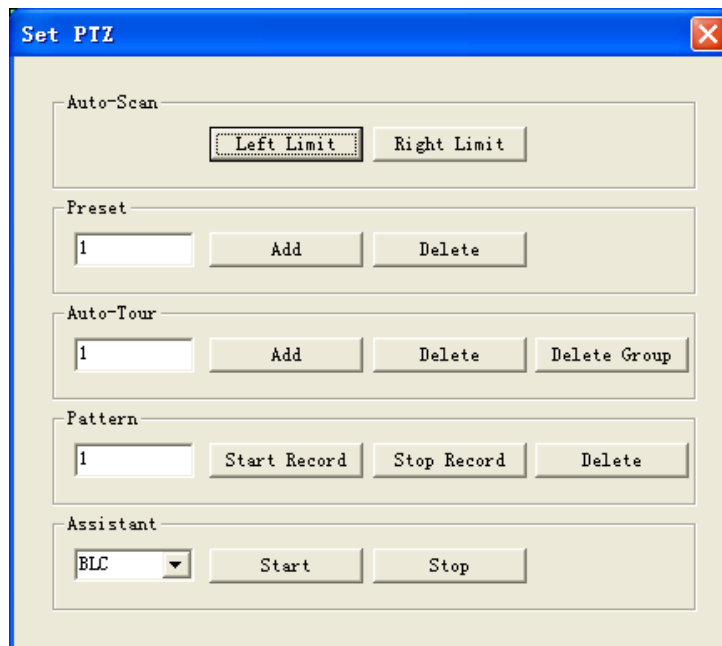 Set PTZ
Auto-Scan
Left Limit Right Limit
Preset
1 Add Delete
Auto-Tour
1 Add Delete Delete Group
Pattern
1 Start Record Stop Record Delete
Assistant
BLC Start Stop